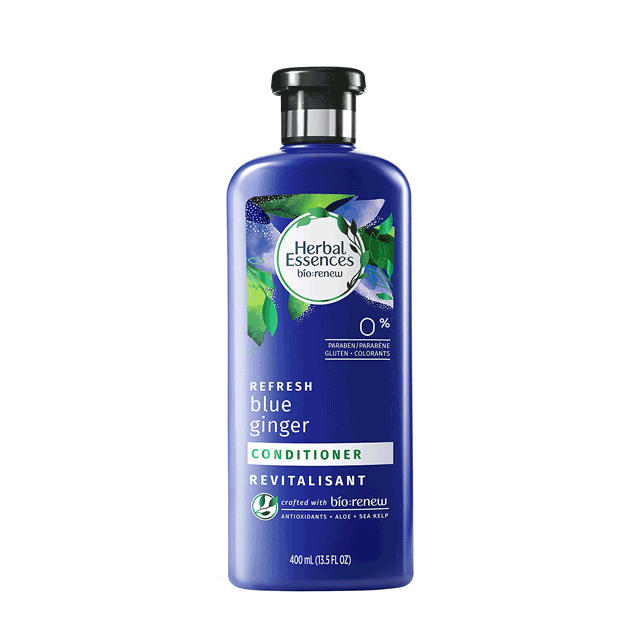 Herbal
Essences
bio:renew
0%
PARABEN/PARABÈNE
GLUTEN • COLORANTS
REFRESH
blue
ginger
CONDITIONER
REVITALISANT
crafted with bio:renew
ANTIOXIDANTS • ALOE • SEA KELP
400 mL (13.5 FL OZ)